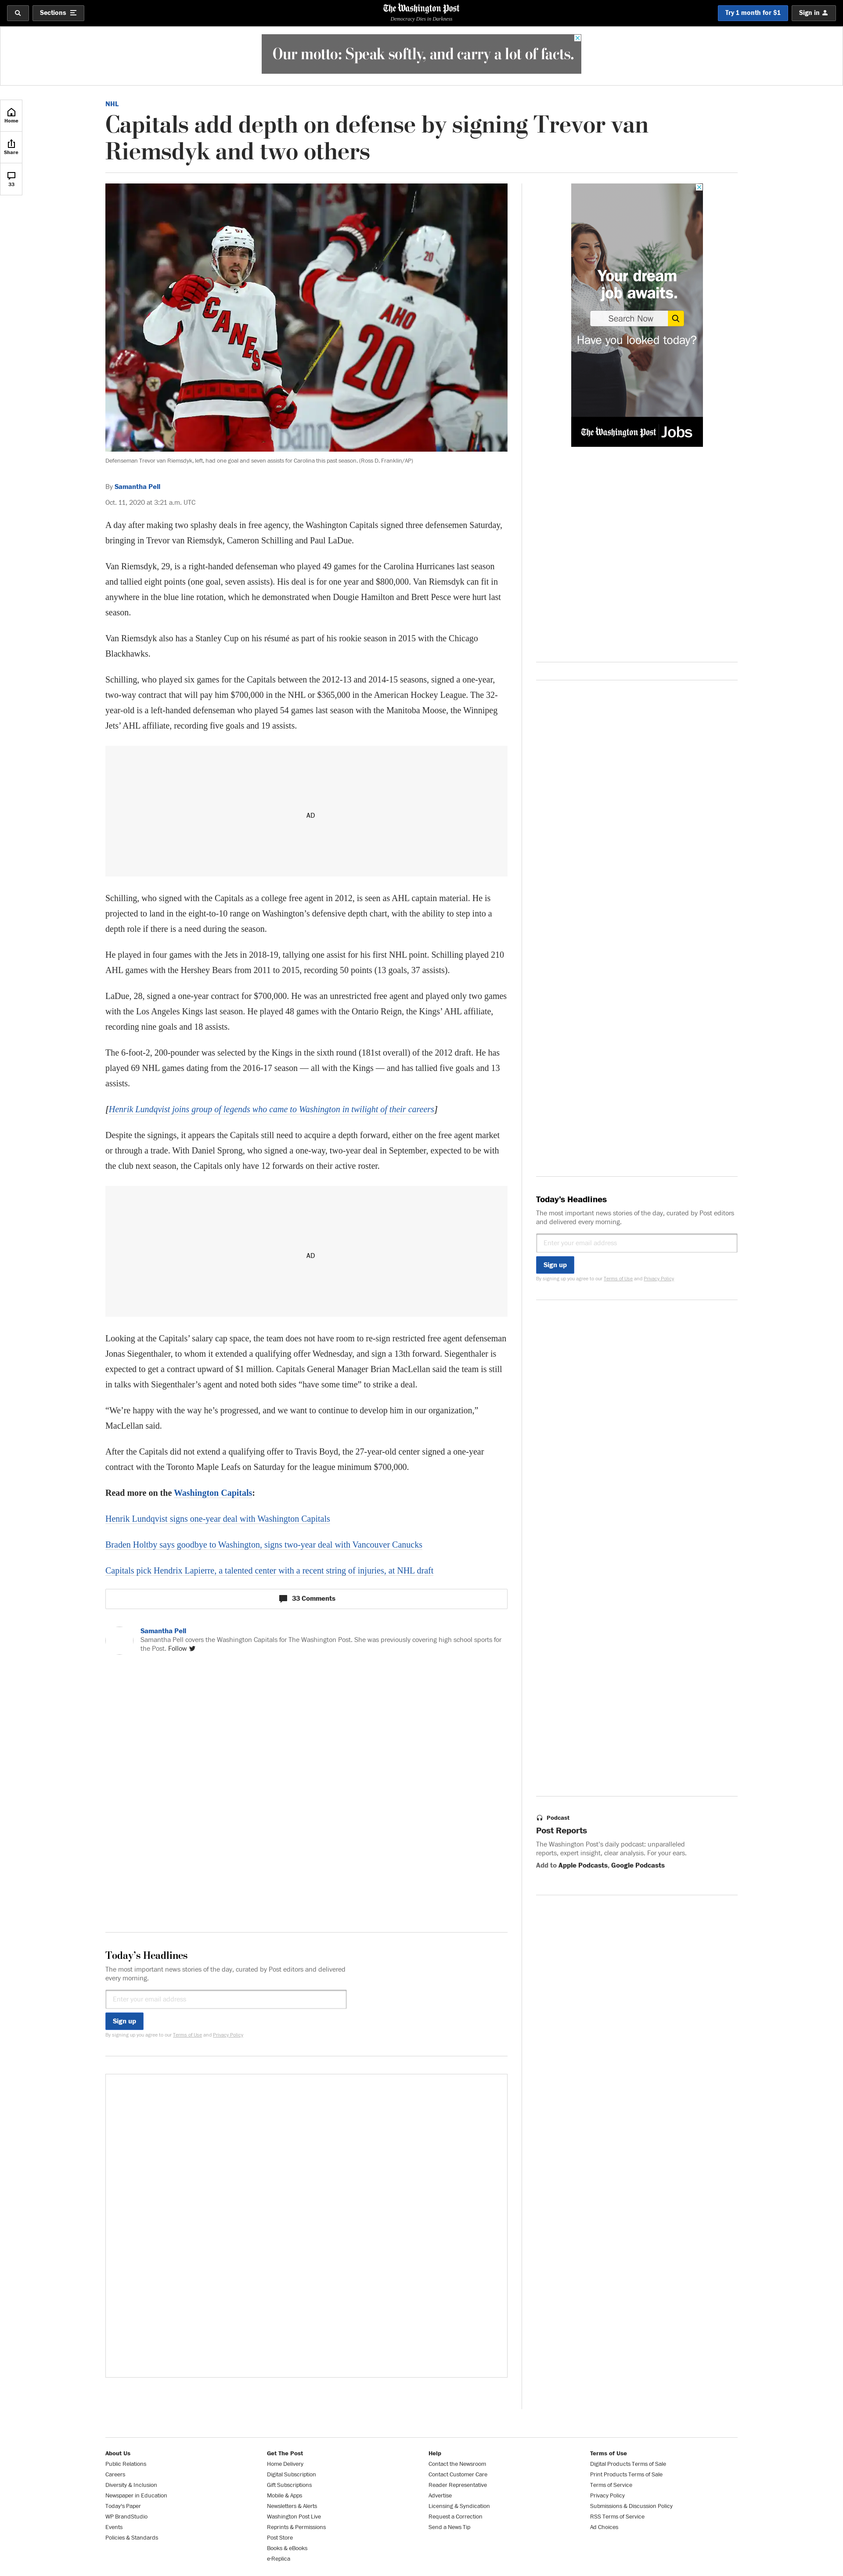 Sections
The Washington Post
Democracy Dies in Darkness
Try 1 month for $1
Sign in
Our motto: Speak softly, and carry a lot of facts.
Home
Share
33
NHL
Capitals add depth on defense by signing Trevor van
Riemsdyk and two others
CANES
AHO
20
20
Defenseman Trevor van Riemsdyk, left, had one goal and seven assists for Carolina this past season. (Ross D. Franklin/AP)
By Samantha Pell
Oct. 11, 2020 at 3:21 a.m. UTC
A day after making two splashy deals in free agency, the Washington Capitals signed three defensemen Saturday,
bringing in Trevor van Riemsdyk, Cameron Schilling and Paul LaDue.
Van Riemsdyk, 29, is a right-handed defenseman who played 49 games for the Carolina Hurricanes last season
and tallied eight points (one goal, seven assists). His deal is for one year and $800,000. Van Riemsdyk can fit in
anywhere in the blue line rotation, which he demonstrated when Dougie Hamilton and Brett Pesce were hurt last
season.
Van Riemsdyk also has a Stanley Cup on his résumé as part of his rookie season in 2015 with the Chicago
Blackhawks.
Schilling, who played six games for the Capitals between the 2012-13 and 2014-15 seasons, signed a one-year,
two-way contract that will pay him $700,000 in the NHL or $365,000 in the American Hockey League. The 32-
year-old is a left-handed defenseman who played 54 games last season with the Manitoba Moose, the Winnipeg
Jets’ AHL affiliate, recording five goals and 19 assists.
AD
Schilling, who signed with the Capitals as a college free agent in 2012, is seen as AHL captain material. He is
projected to land in the eight-to-10 range on Washington’s defensive depth chart, with the ability to step into a
depth role if there is a need during the season.
He played in four games with the Jets in 2018-19, tallying one assist for his first NHL point. Schilling played 210
AHL games with the Hershey Bears from 2011 to 2015, recording 50 points (13 goals, 37 assists).
LaDue, 28, signed a one-year contract for $700,000. He was an unrestricted free agent and played only two games
with the Los Angeles Kings last season. He played 48 games with the Ontario Reign, the Kings’ AHL affiliate,
recording nine goals and 18 assists.
The 6-foot-2, 200-pounder was selected by the Kings in the sixth round (181st overall) of the 2012 draft. He has
played 69 NHL games dating from the 2016-17 season — all with the Kings — and has tallied five goals and 13
assists.
[Henrik Lundqvist joins group of legends who came to Washington in twilight of their careers]
Despite the signings, it appears the Capitals still need to acquire a depth forward, either on the free agent market
or through a trade. With Daniel Sprong, who signed a one-way, two-year deal in September, expected to be with
the club next season, the Capitals only have 12 forwards on their active roster.
AD
Looking at the Capitals’ salary cap space, the team does not have room to re-sign restricted free agent defenseman
Jonas Siegenthaler, to whom it extended a qualifying offer Wednesday, and sign a 13th forward. Siegenthaler is
expected to get a contract upward of $1 million. Capitals General Manager Brian MacLellan said the team is still
in talks with Siegenthaler’s agent and noted both sides “have some time” to strike a deal.
“We’re happy with the way he’s progressed, and we want to continue to develop him in our organization,”
MacLellan said.
After the Capitals did not extend a qualifying offer to Travis Boyd, the 27-year-old center signed a one-year
contract with the Toronto Maple Leafs on Saturday for the league minimum $700,000.
Read more on the Washington Capitals:
Henrik Lundqvist signs one-year deal with Washington Capitals
Braden Holtby says goodbye to Washington, signs two-year deal with Vancouver Canucks
Capitals pick Hendrix Lapierre, a talented center with a recent string of injuries, at NHL draft
33 Comments
Samantha Pell
Samantha Pell covers the Washington Capitals for The Washington Post. She was previously covering high school sports for
the Post. Follow
Today’s Headlines
The most important news stories of the day, curated by Post editors and delivered
every morning.
Enter your email address
Sign up
By signing up you agree to our Terms of Use and Privacy Policy
Your dream
job awaits.
Search Now
Have you looked today?
The Washington Post Jobs
Today’s Headlines
The most important news stories of the day, curated by Post editors
and delivered every morning.
Enter your email address
Sign up
By signing up you agree to our Terms of Use and Privacy Policy
Podcast
Post Reports
The Washington Post’s daily podcast: unparalleled
reports, expert insight, clear analysis. For your ears.
Add to Apple Podcasts, Google Podcasts
About Us
Public Relations
Careers
Diversity & Inclusion
Newspaper in Education
Today's Paper
WP BrandStudio
Events
Policies & Standards
Get The Post
Home Delivery
Digital Subscription
Gift Subscriptions
Mobile & Apps
Newsletters & Alerts
Washington Post Live
Reprints & Permissions
Post Store
Books & eBooks
e-Replica
Help
Contact the Newsroom
Contact Customer Care
Reader Representative
Advertise
Licensing & Syndication
Request a Correction
Send a News Tip
Terms of Use
Digital Products Terms of Sale
Print Products Terms of Sale
Terms of Service
Privacy Policy
Submissions & Discussion Policy
RSS Terms of Service
Ad Choices